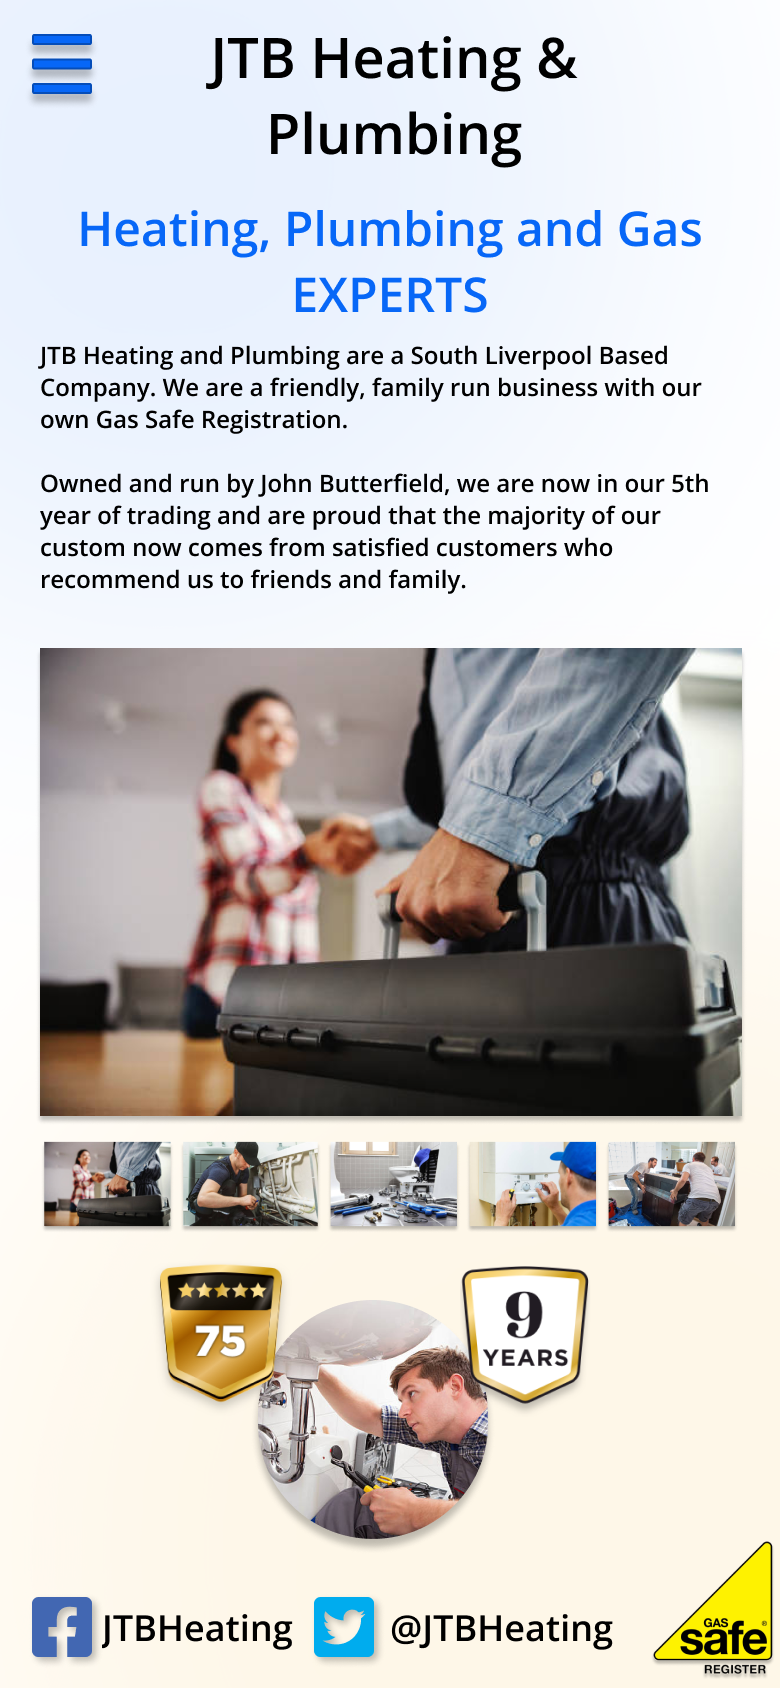 JTB Heating &
Plumbing
Heating, Plumbing and Gas
EXPERTS
JTB Heating and Plumbing are a South Liverpool Based
Company. We are a friendly, family run business with our
own Gas Safe Registration.
Owned and run by John Butterfield, we are now in our 5th
year of trading and are proud that the majority of our
custom now comes from satisfied customers who
recommend us to friends and family.
75
9
YEARS
JTBHeating
@JTBHeating
GAS
safe®
REGISTER